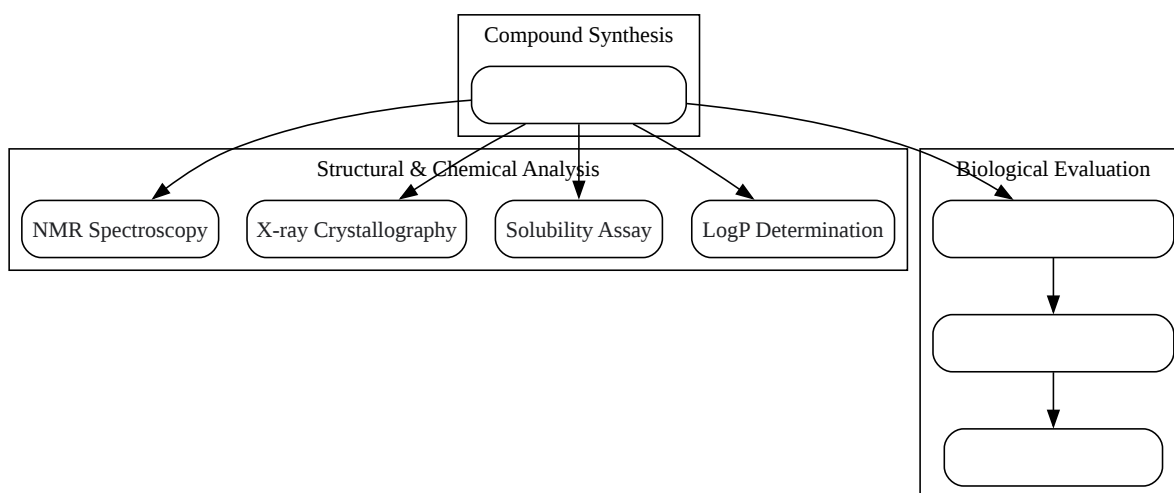 Compound Synthesis
Structural & Chemical Analysis
NMR Spectroscopy
X-ray Crystallography
Solubility Assay
LogP Determination
Biological Evaluation